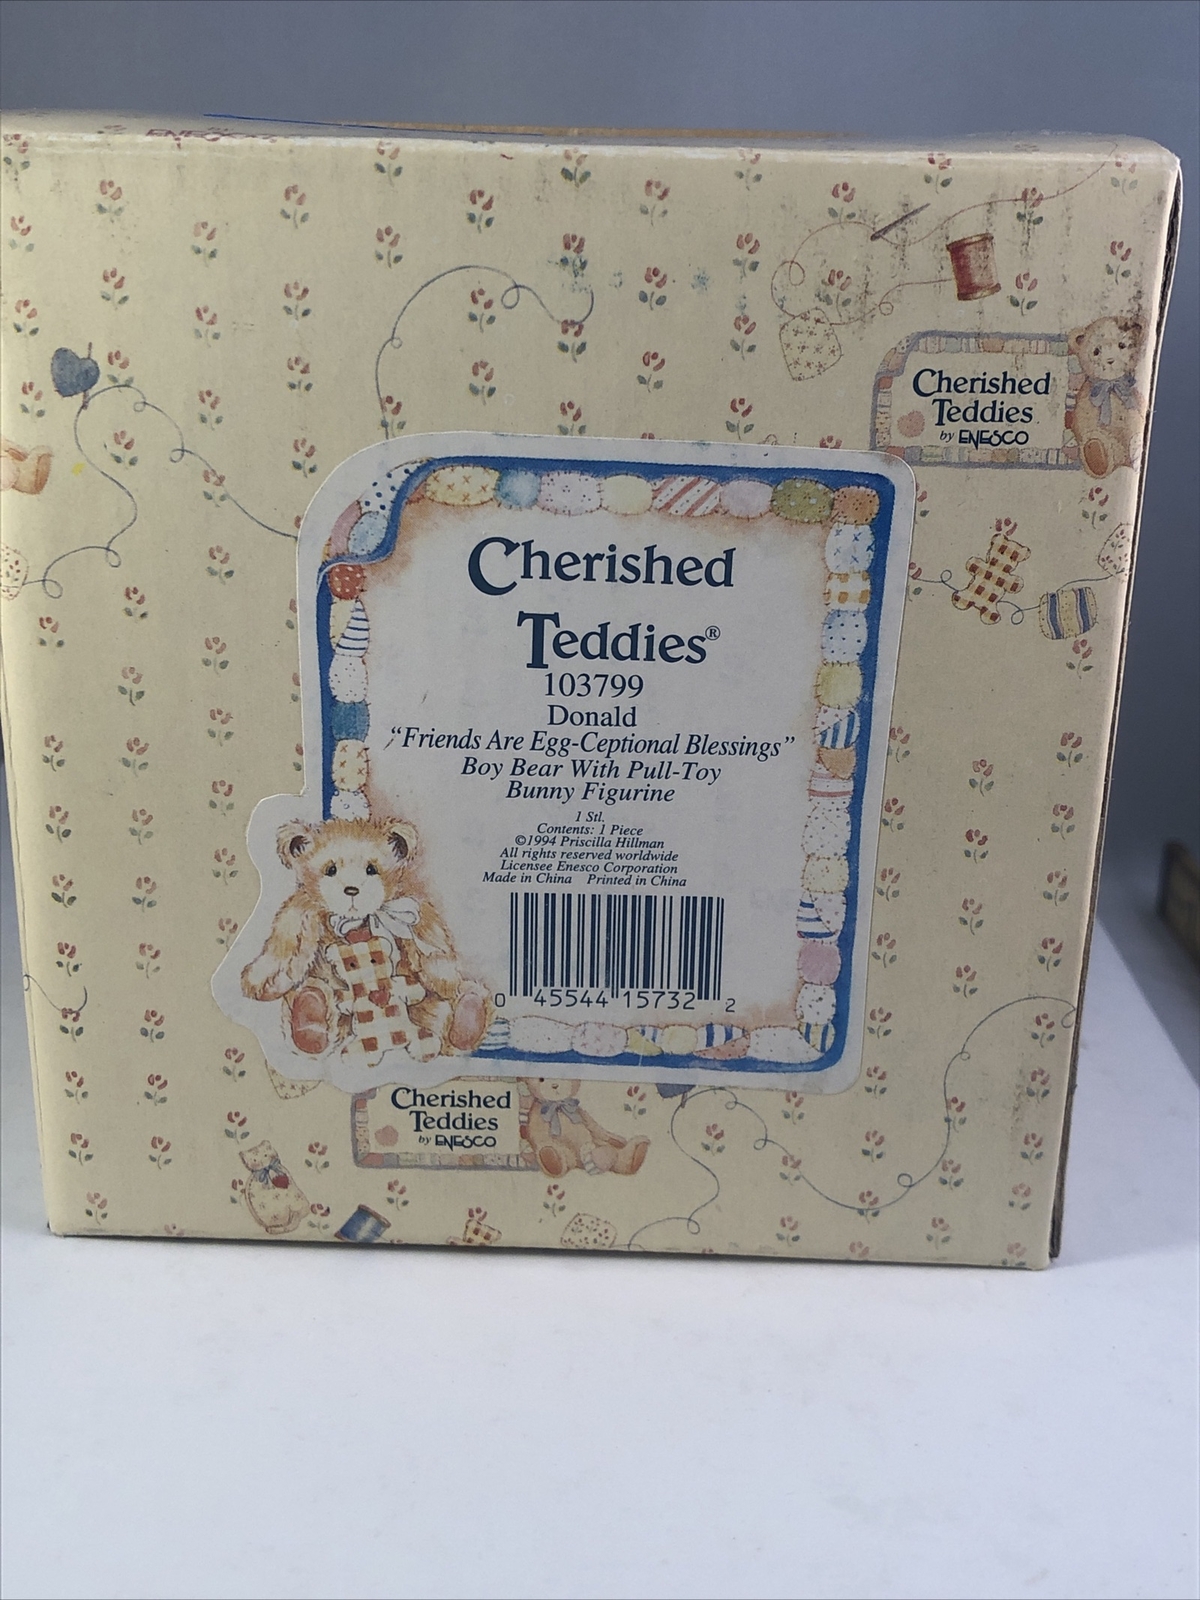 ENESCO
Cherished
Teddies
by ENESCO
Cherished
Teddies®
103799
Donald
“Friends Are Egg-Ceptional Blessings”
Boy Bear With Pull-Toy
Bunny Figurine
1 Stl.
Contents: 1 Piece
©1994 Priscilla Hillman
All rights reserved worldwide
Licensee Enesco Corporation
Made in China Printed in China
0 45544 15732 2
Cherished
Teddies
by ENESCO